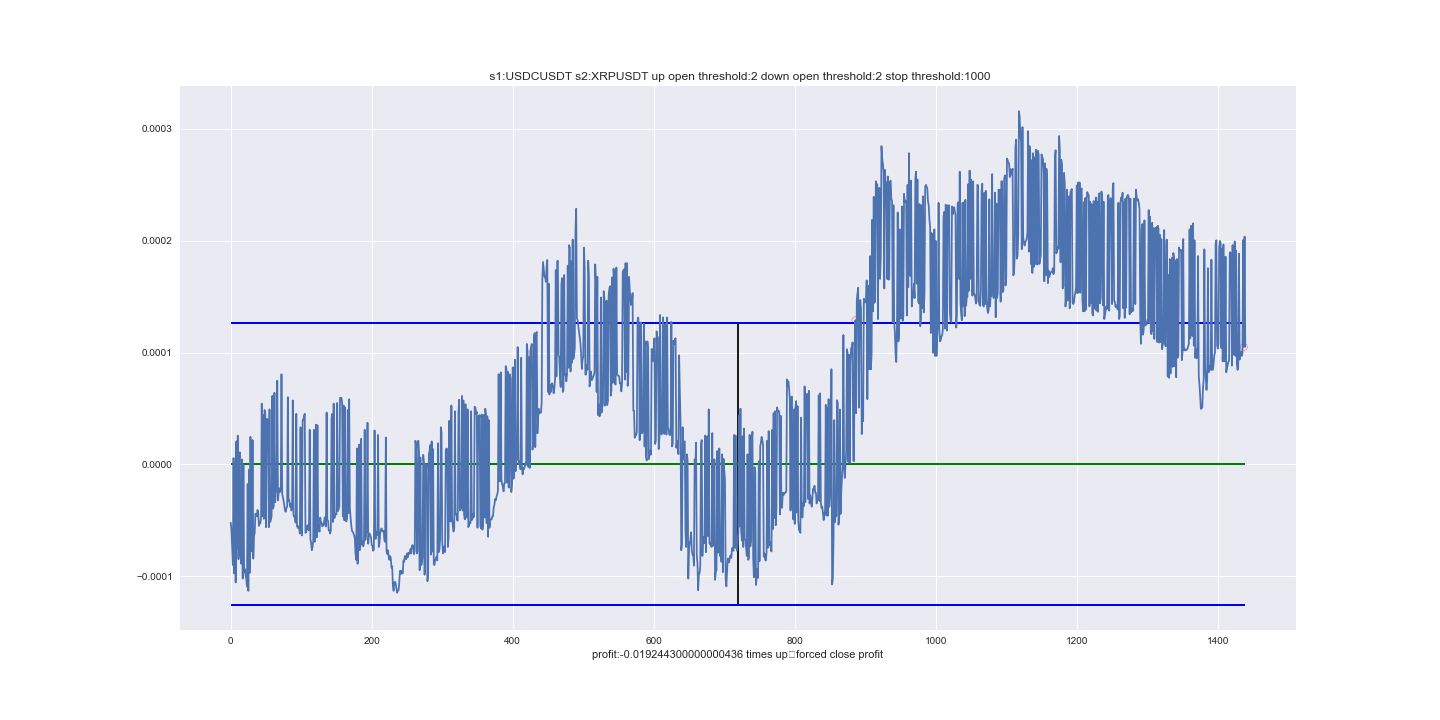 s1:USDCUSDT s2:XRPUSDT up open threshold:2 down open threshold:2 stop threshold:1000
0.0003
0.0002
0.0001
0.0000
−0.0001
0 200 400 600 800 1000 1200 1400
profit:-0.019244300000000436 times up□forced close profit